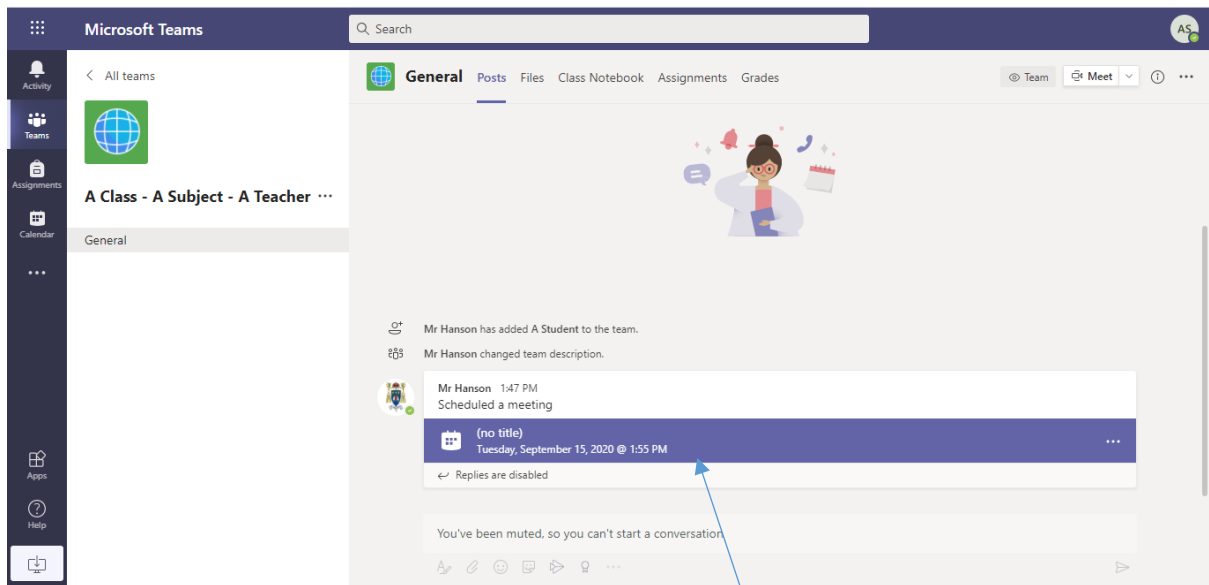 Microsoft Teams
Search
AS
Activity
Teams
Assignments
Calendar
Apps
Help
All teams
A Class - A Subject - A Teacher ...
General
General Posts Files Class Notebook Assignments Grades
Team
Meet
Mr Hanson has added A Student to the team.
Mr Hanson changed team description.
Mr Hanson 1:47 PM
Scheduled a meeting
(no title)
Tuesday, September 15, 2020 @ 1:55 PM
Replies are disabled
You've been muted, so you can't start a conversation